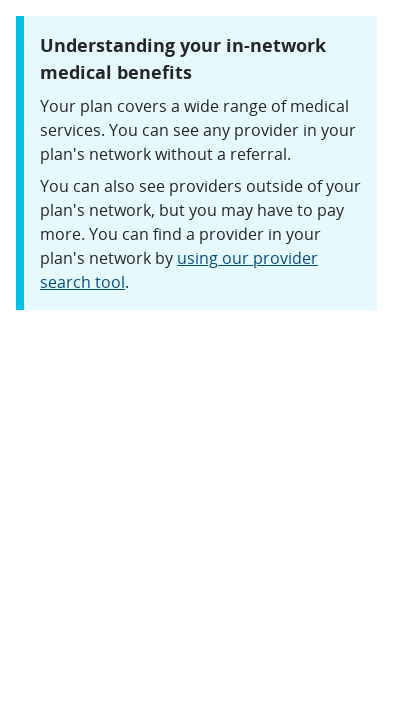 Understanding your in-network
medical benefits
Your plan covers a wide range of medical
services. You can see any provider in your
plan's network without a referral.
You can also see providers outside of your
plan's network, but you may have to pay
more. You can find a provider in your
plan's network by using our provider
search tool.